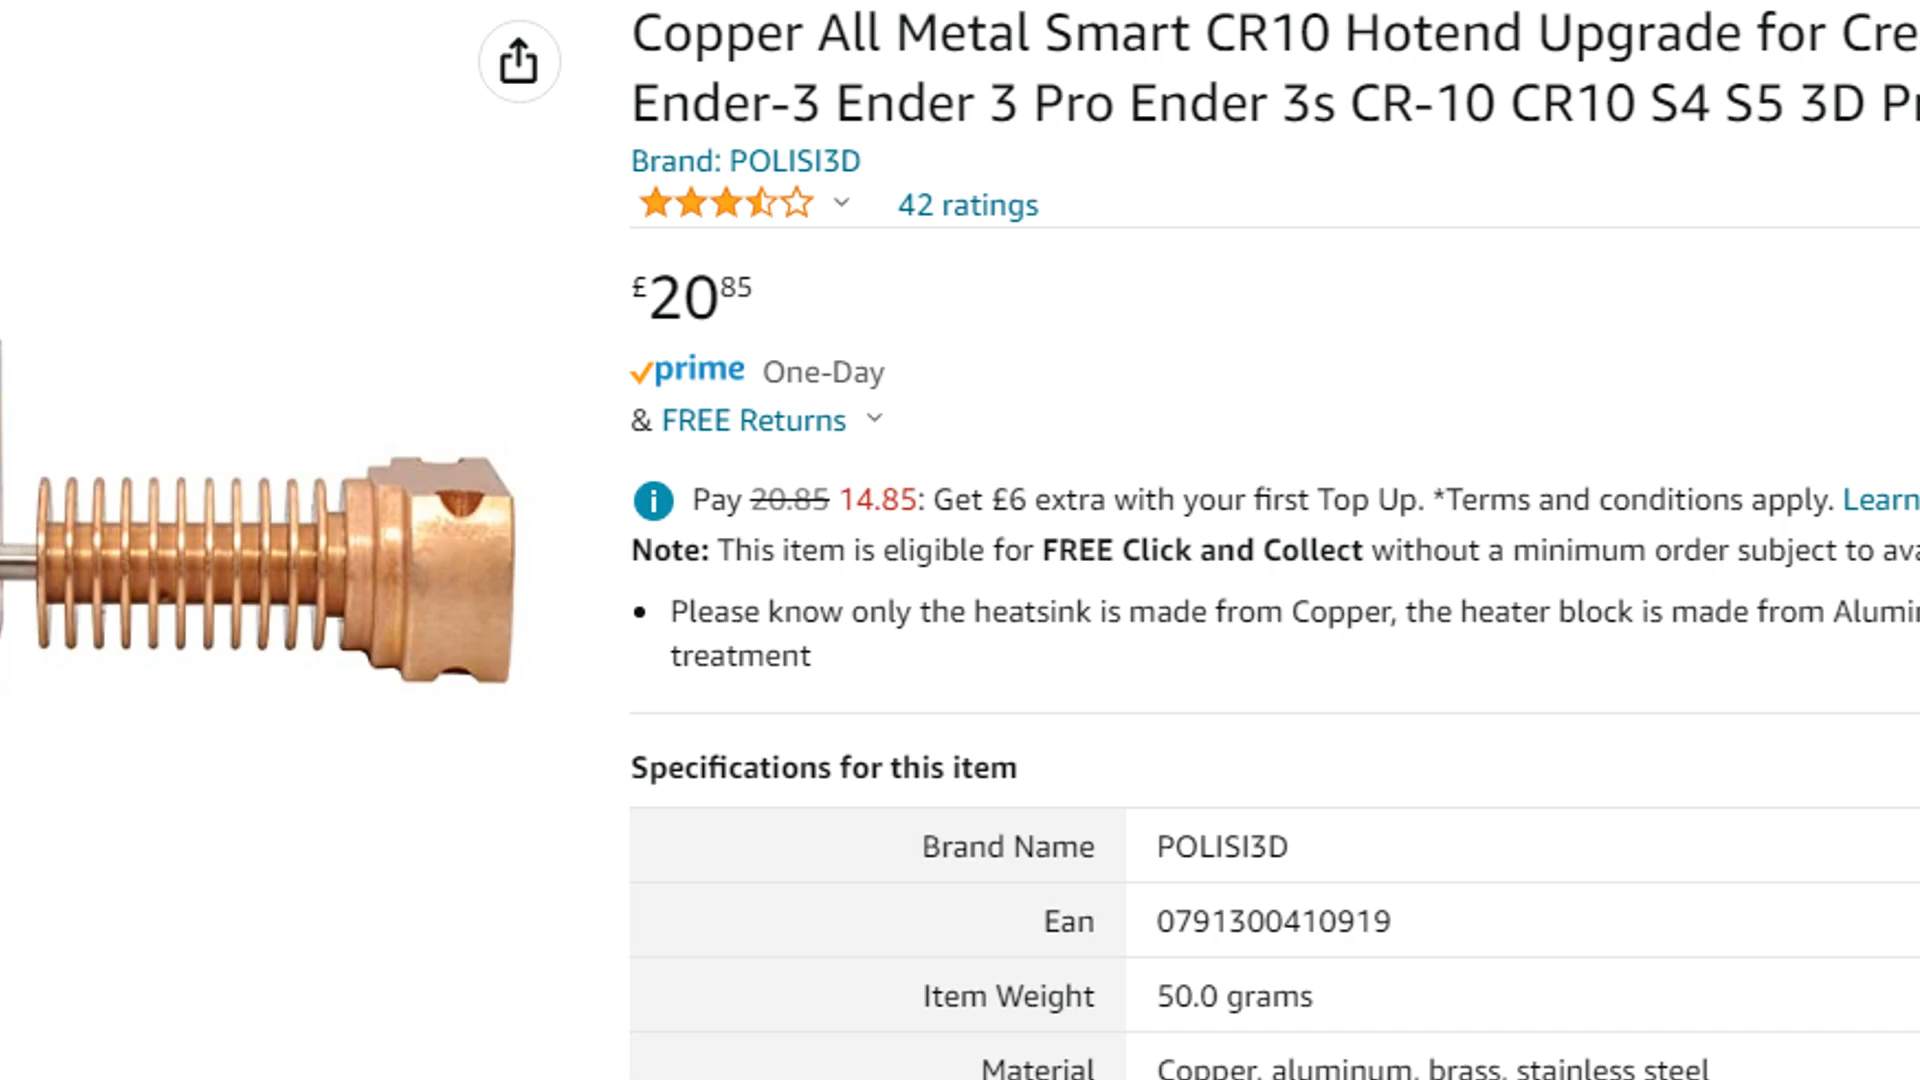 Copper All Metal Smart CR10 Hotend Upgrade for Cre
Ender-3 Ender 3 Pro Ender 3s CR-10 CR10 S4 S5 3D Pr
Brand: POLISI3D
42 ratings
£20 85
prime One-Day
& FREE Returns
i Pay 20.85 14.85: Get £6 extra with your first Top Up. *Terms and conditions apply. Learn
Note: This item is eligible for FREE Click and Collect without a minimum order subject to ava
• Please know only the heatsink is made from Copper, the heater block is made from Alumin
treatment
Specifications for this item
Brand Name POLISI3D
Ean 0791300410919
Item Weight 50.0 grams
Material Copper, aluminum, brass, stainless steel